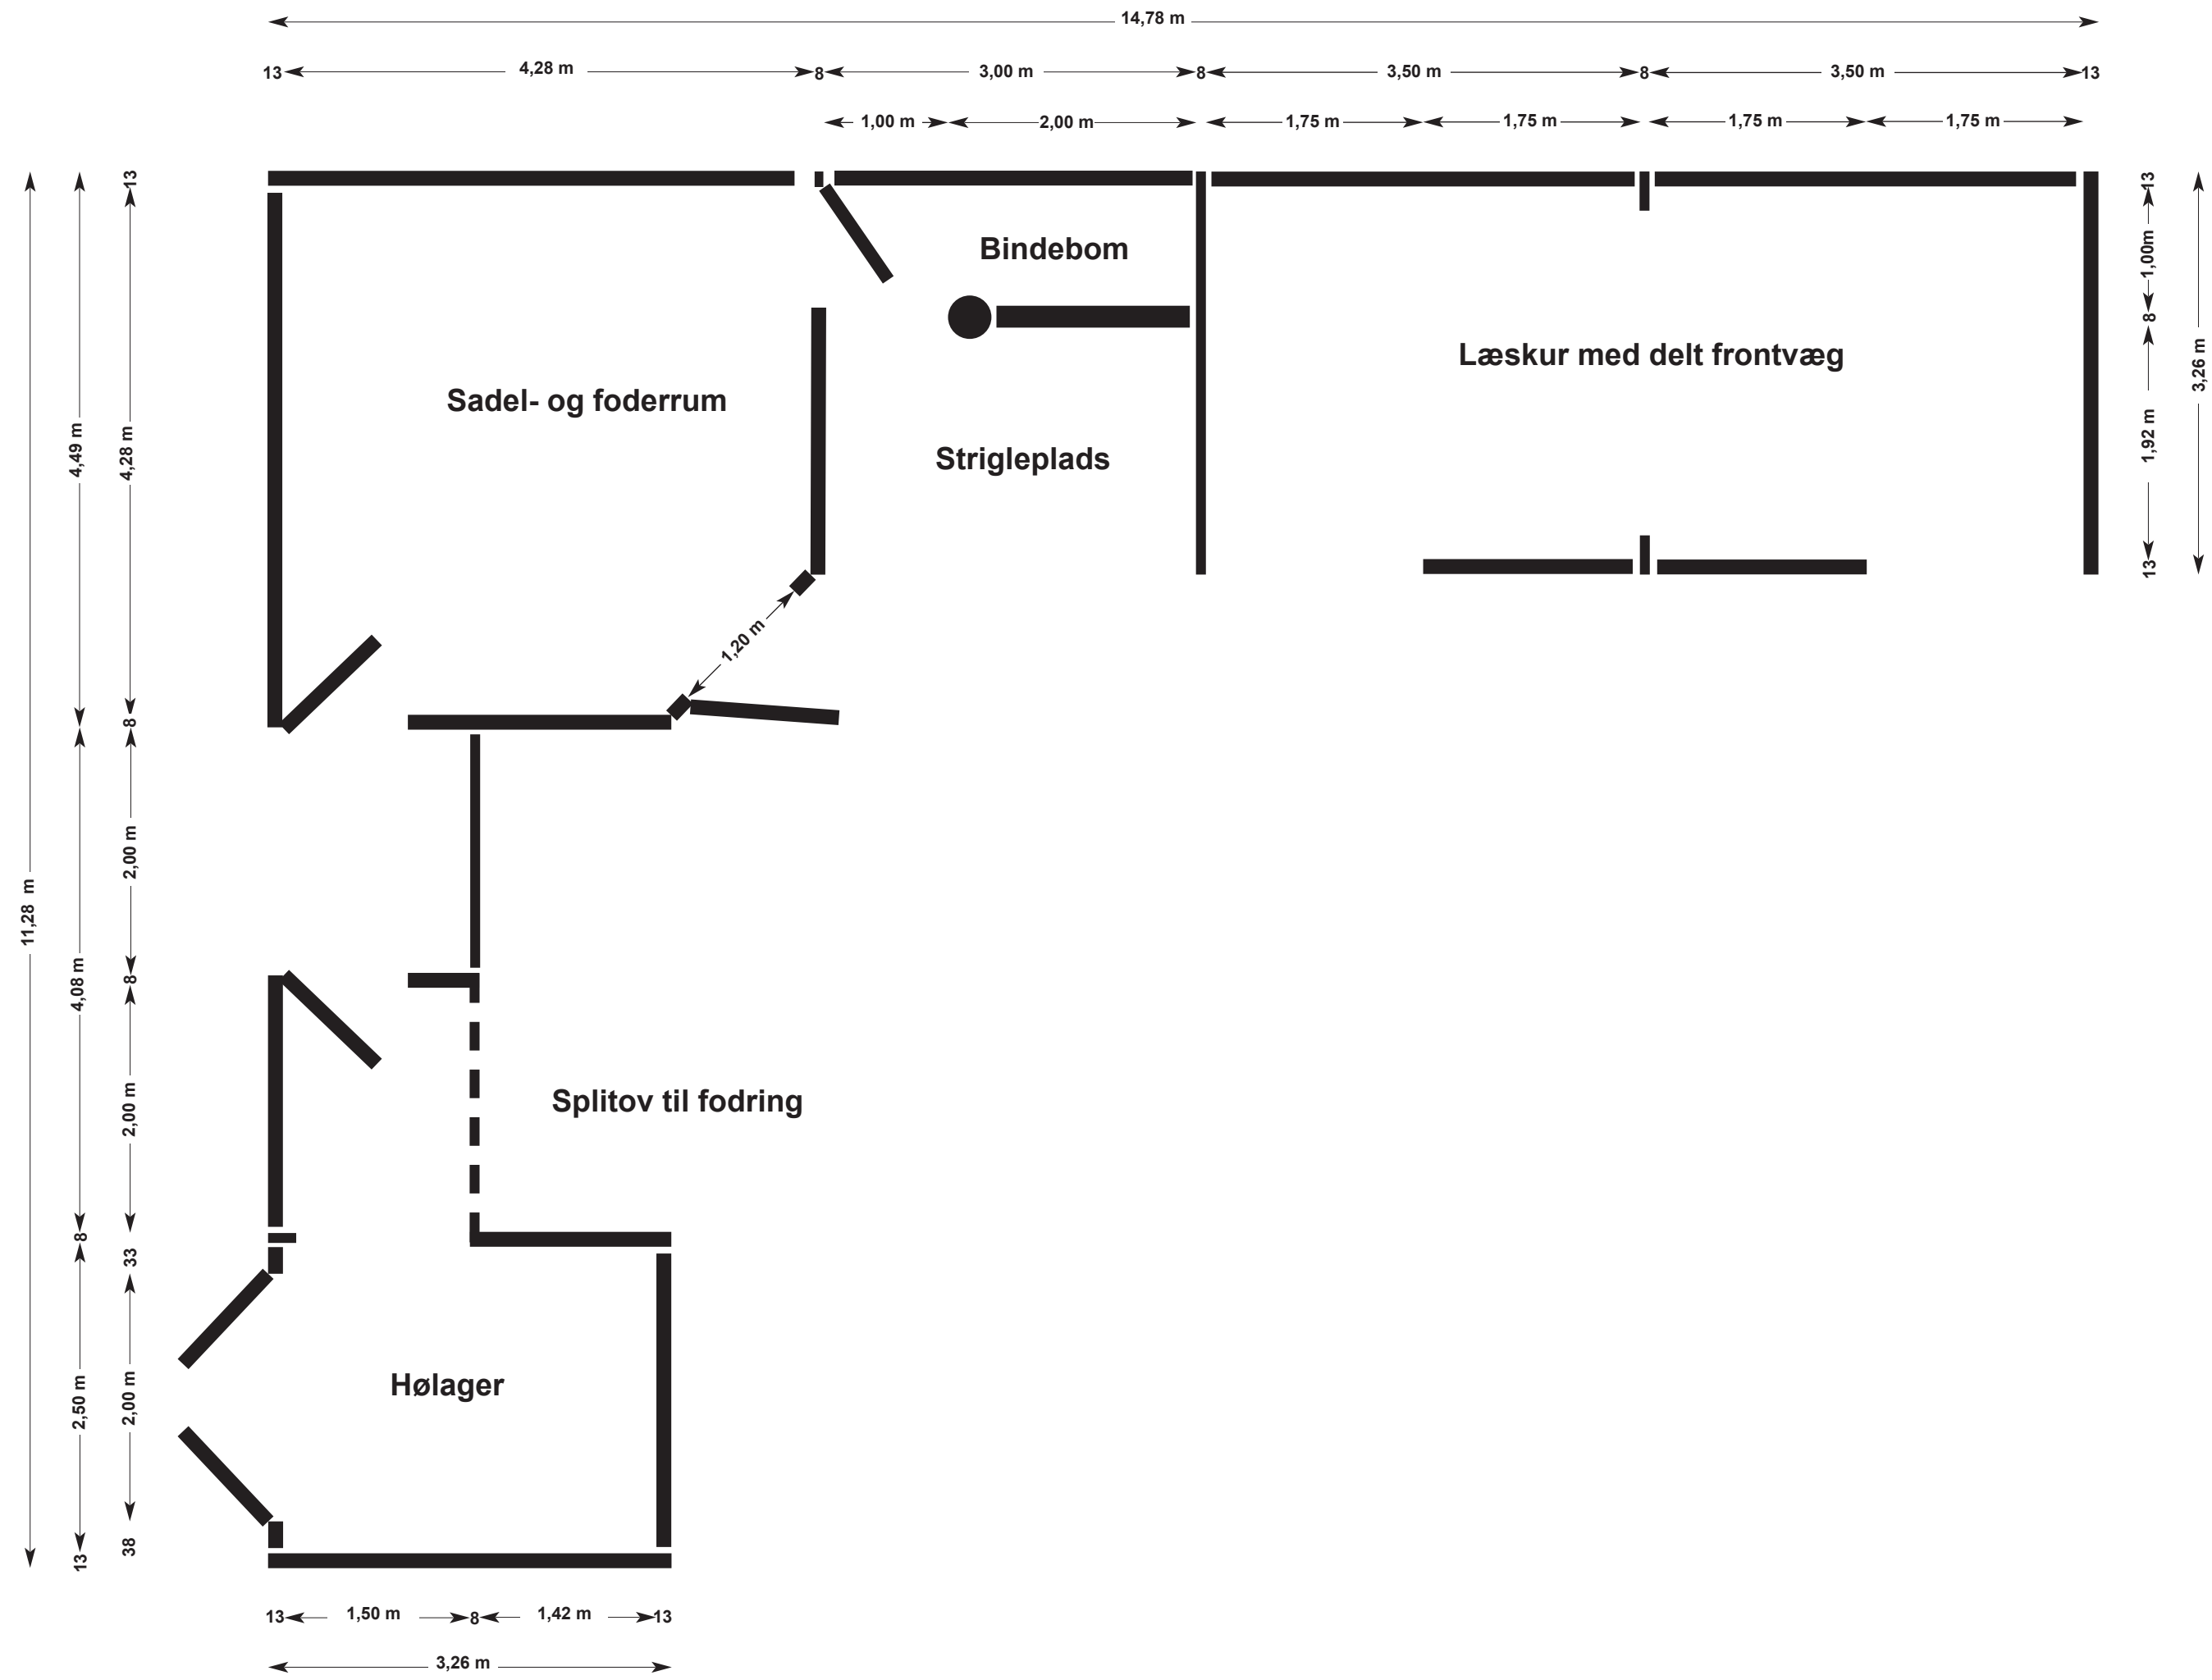 14,78 m
13 4,28 m 8 3,00 m 8 3,50 m 8 3,50 m 13
1,00 m 2,00 m 1,75 m 1,75 m 1,75 m 1,75 m
11,28 m
4,49 m
4,08 m
8
2,50 m
13
13
4,28 m
8
2,00 m
8
2,00 m
33
2,00 m
38
Bindebom
Læskur med delt frontvæg
Sadel- og foderrum
Strigleplads
1,20 m
13
1,00m
8
1,92 m
13
3,26 m
Splitov til fodring
Hølager
13 1,50 m 8 1,42 m 13
3,26 m